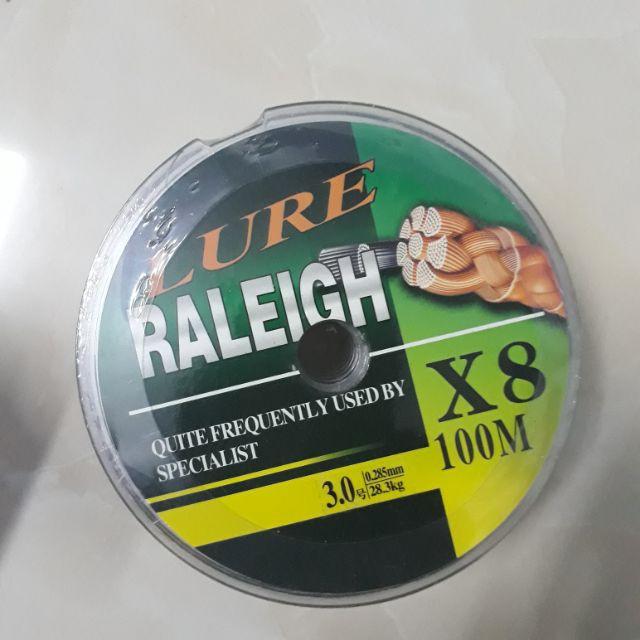 LURE
RALEIGH
QUITE FREQUENTLY USED BY
SPECIALIST
X8
100M
3.0号 0.285mm
28.3kg